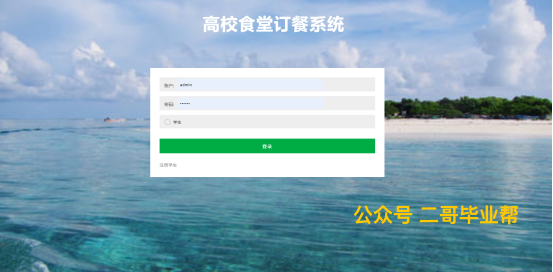 高校食堂订餐系统
账户: admin
密码: ••••••
学生
登录
注册学生
公众号 二哥毕业帮